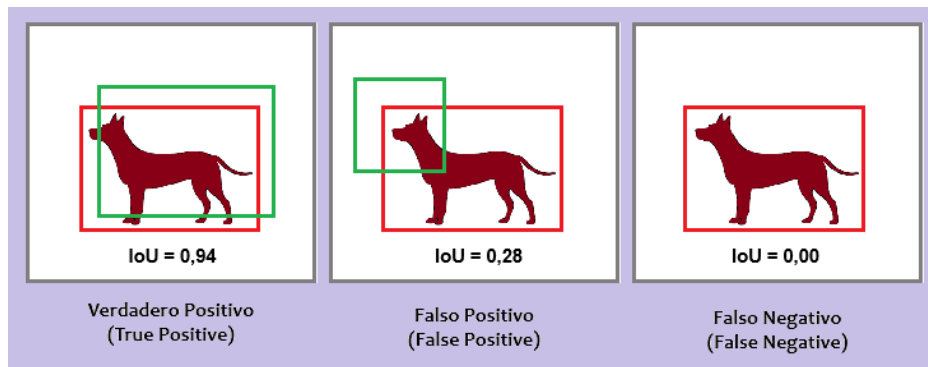 IoU = 0,94
IoU = 0,28
IoU = 0,00
Verdadero Positivo
(True Positive)
Falso Positivo
(False Positive)
Falso Negativo
(False Negative)